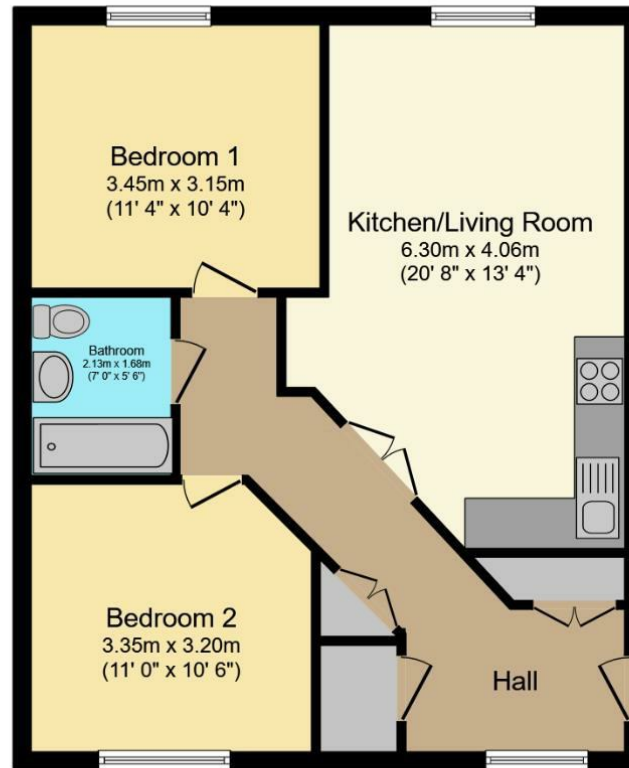 Bedroom 1
3.45m x 3.15m
(11' 4" x 10' 4")
Kitchen/Living Room
6.30m x 4.06m
(20' 8" x 13' 4")
Bathroom
2.13m x 1.68m
(7' 0" x 5' 6")
Bedroom 2
3.35m x 3.20m
(11' 0" x 10' 6")
Hall